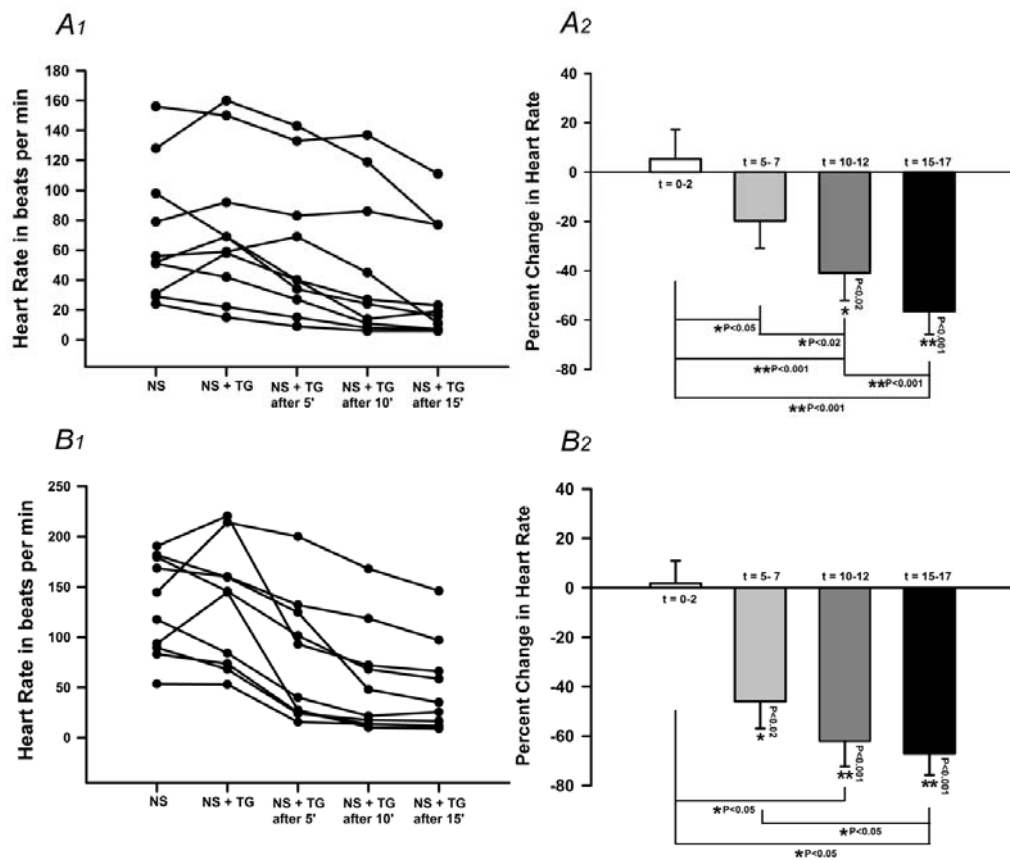 A1
Heart Rate in beats per min
180
160
140
120
100
80
60
40
20
0
NS
NS + TG
NS + TG
after 5'
NS + TG
after 10'
NS + TG
after 15'
A2
Percent Change in Heart Rate
40
20
0
-20
-40
-60
-80
t = 0-2
t = 5- 7
t = 10-12
t = 15-17
P<0.02
*
P<0.001
**
*P<0.05
*P<0.02
**P<0.001
**P<0.001
**P<0.001
B1
Heart Rate in beats per min
250
200
150
100
50
0
NS
NS + TG
NS + TG
after 5'
NS + TG
after 10'
NS + TG
after 15'
B2
Percent Change in Heart Rate
40
20
0
-20
-40
-60
-80
t = 0-2
t = 5- 7
t = 10-12
t = 15-17
P<0.02
*
P<0.001
**
P<0.001
**
*P<0.05
*P<0.05
*P<0.05